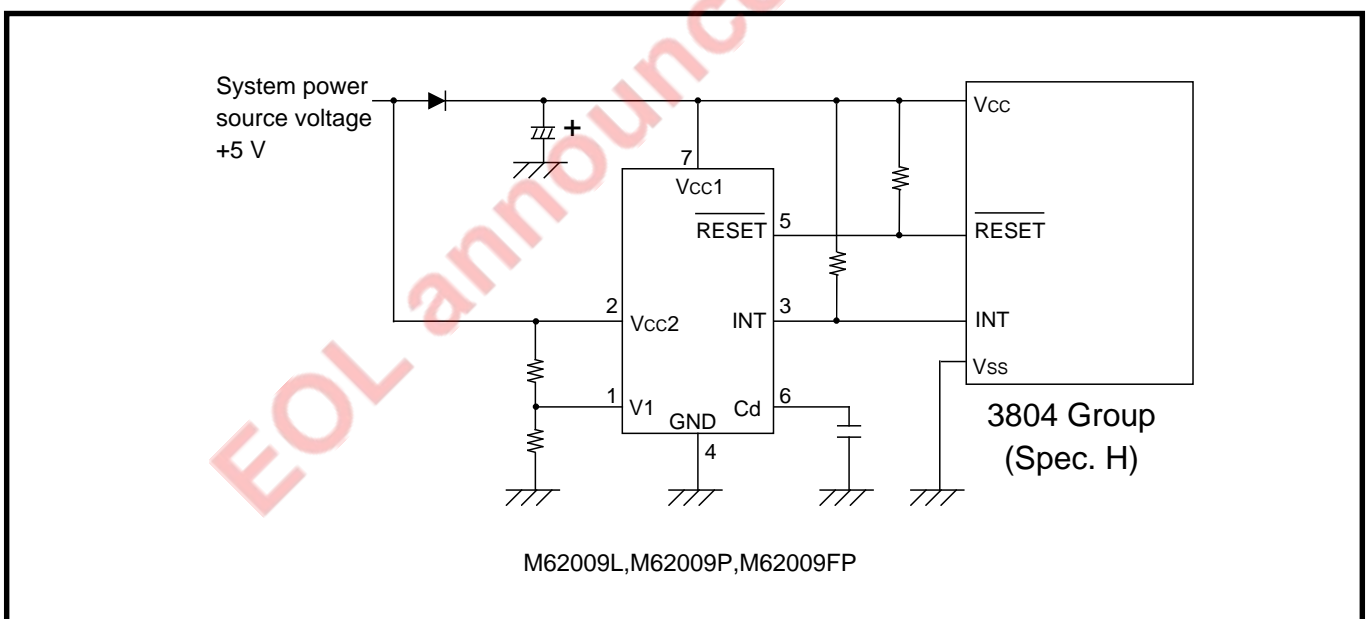 System power
source voltage
+5 V
+
7
VCC1
RESET
5
2
VCC2
INT
3
1
V1
Cd
6
GND
4
VCC
RESET
INT
VSS
3804 Group
(Spec. H)
M62009L,M62009P,M62009FP
EOL announc